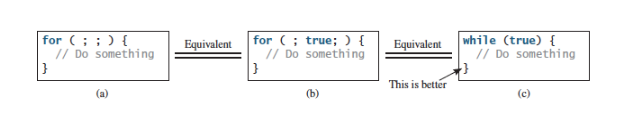 for ( ; ; ) {
// Do something
}
(a)
Equivalent
for ( ; true; ) {
// Do something
}
(b)
Equivalent
This is better
while (true) {
// Do something
}
(c)